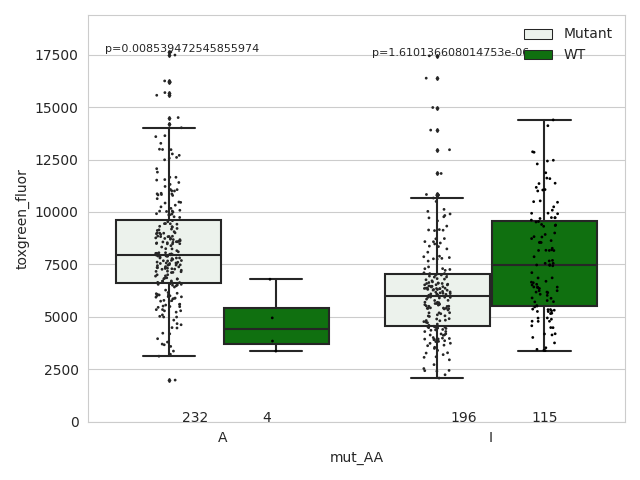 Mutant
WT
p=0.008539472545855974
p=1.610136608014753e-06
17500
15000
12500
10000
7500
5000
2500
0
toxgreen_fluor
232
4
196
115
A
I
mut_AA